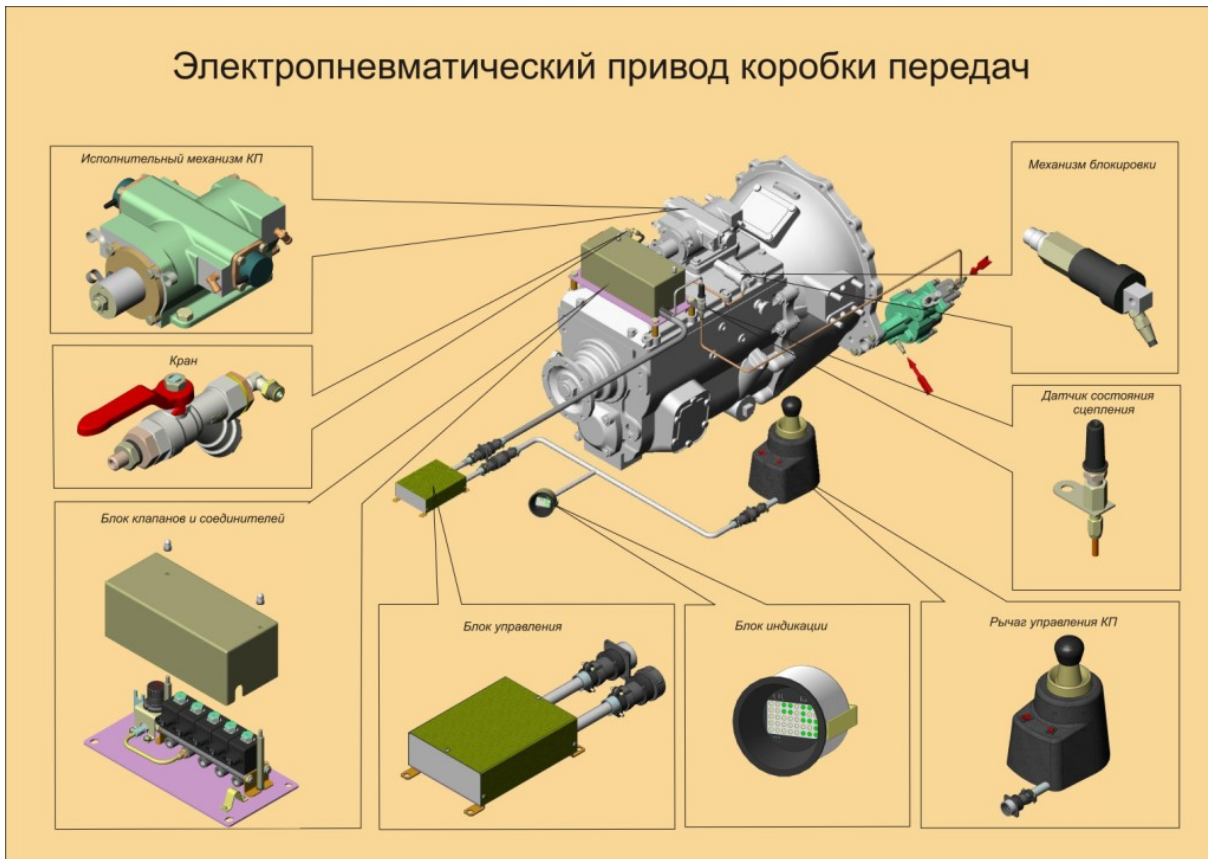 Электропневматический привод коробки передач
Исполнительный механизм КП
Механизм блокировки
Кран
Датчик состояния
сцепления
Блок клапанов и соединителей
Блок управления
Блок индикации
Рычаг управления КП